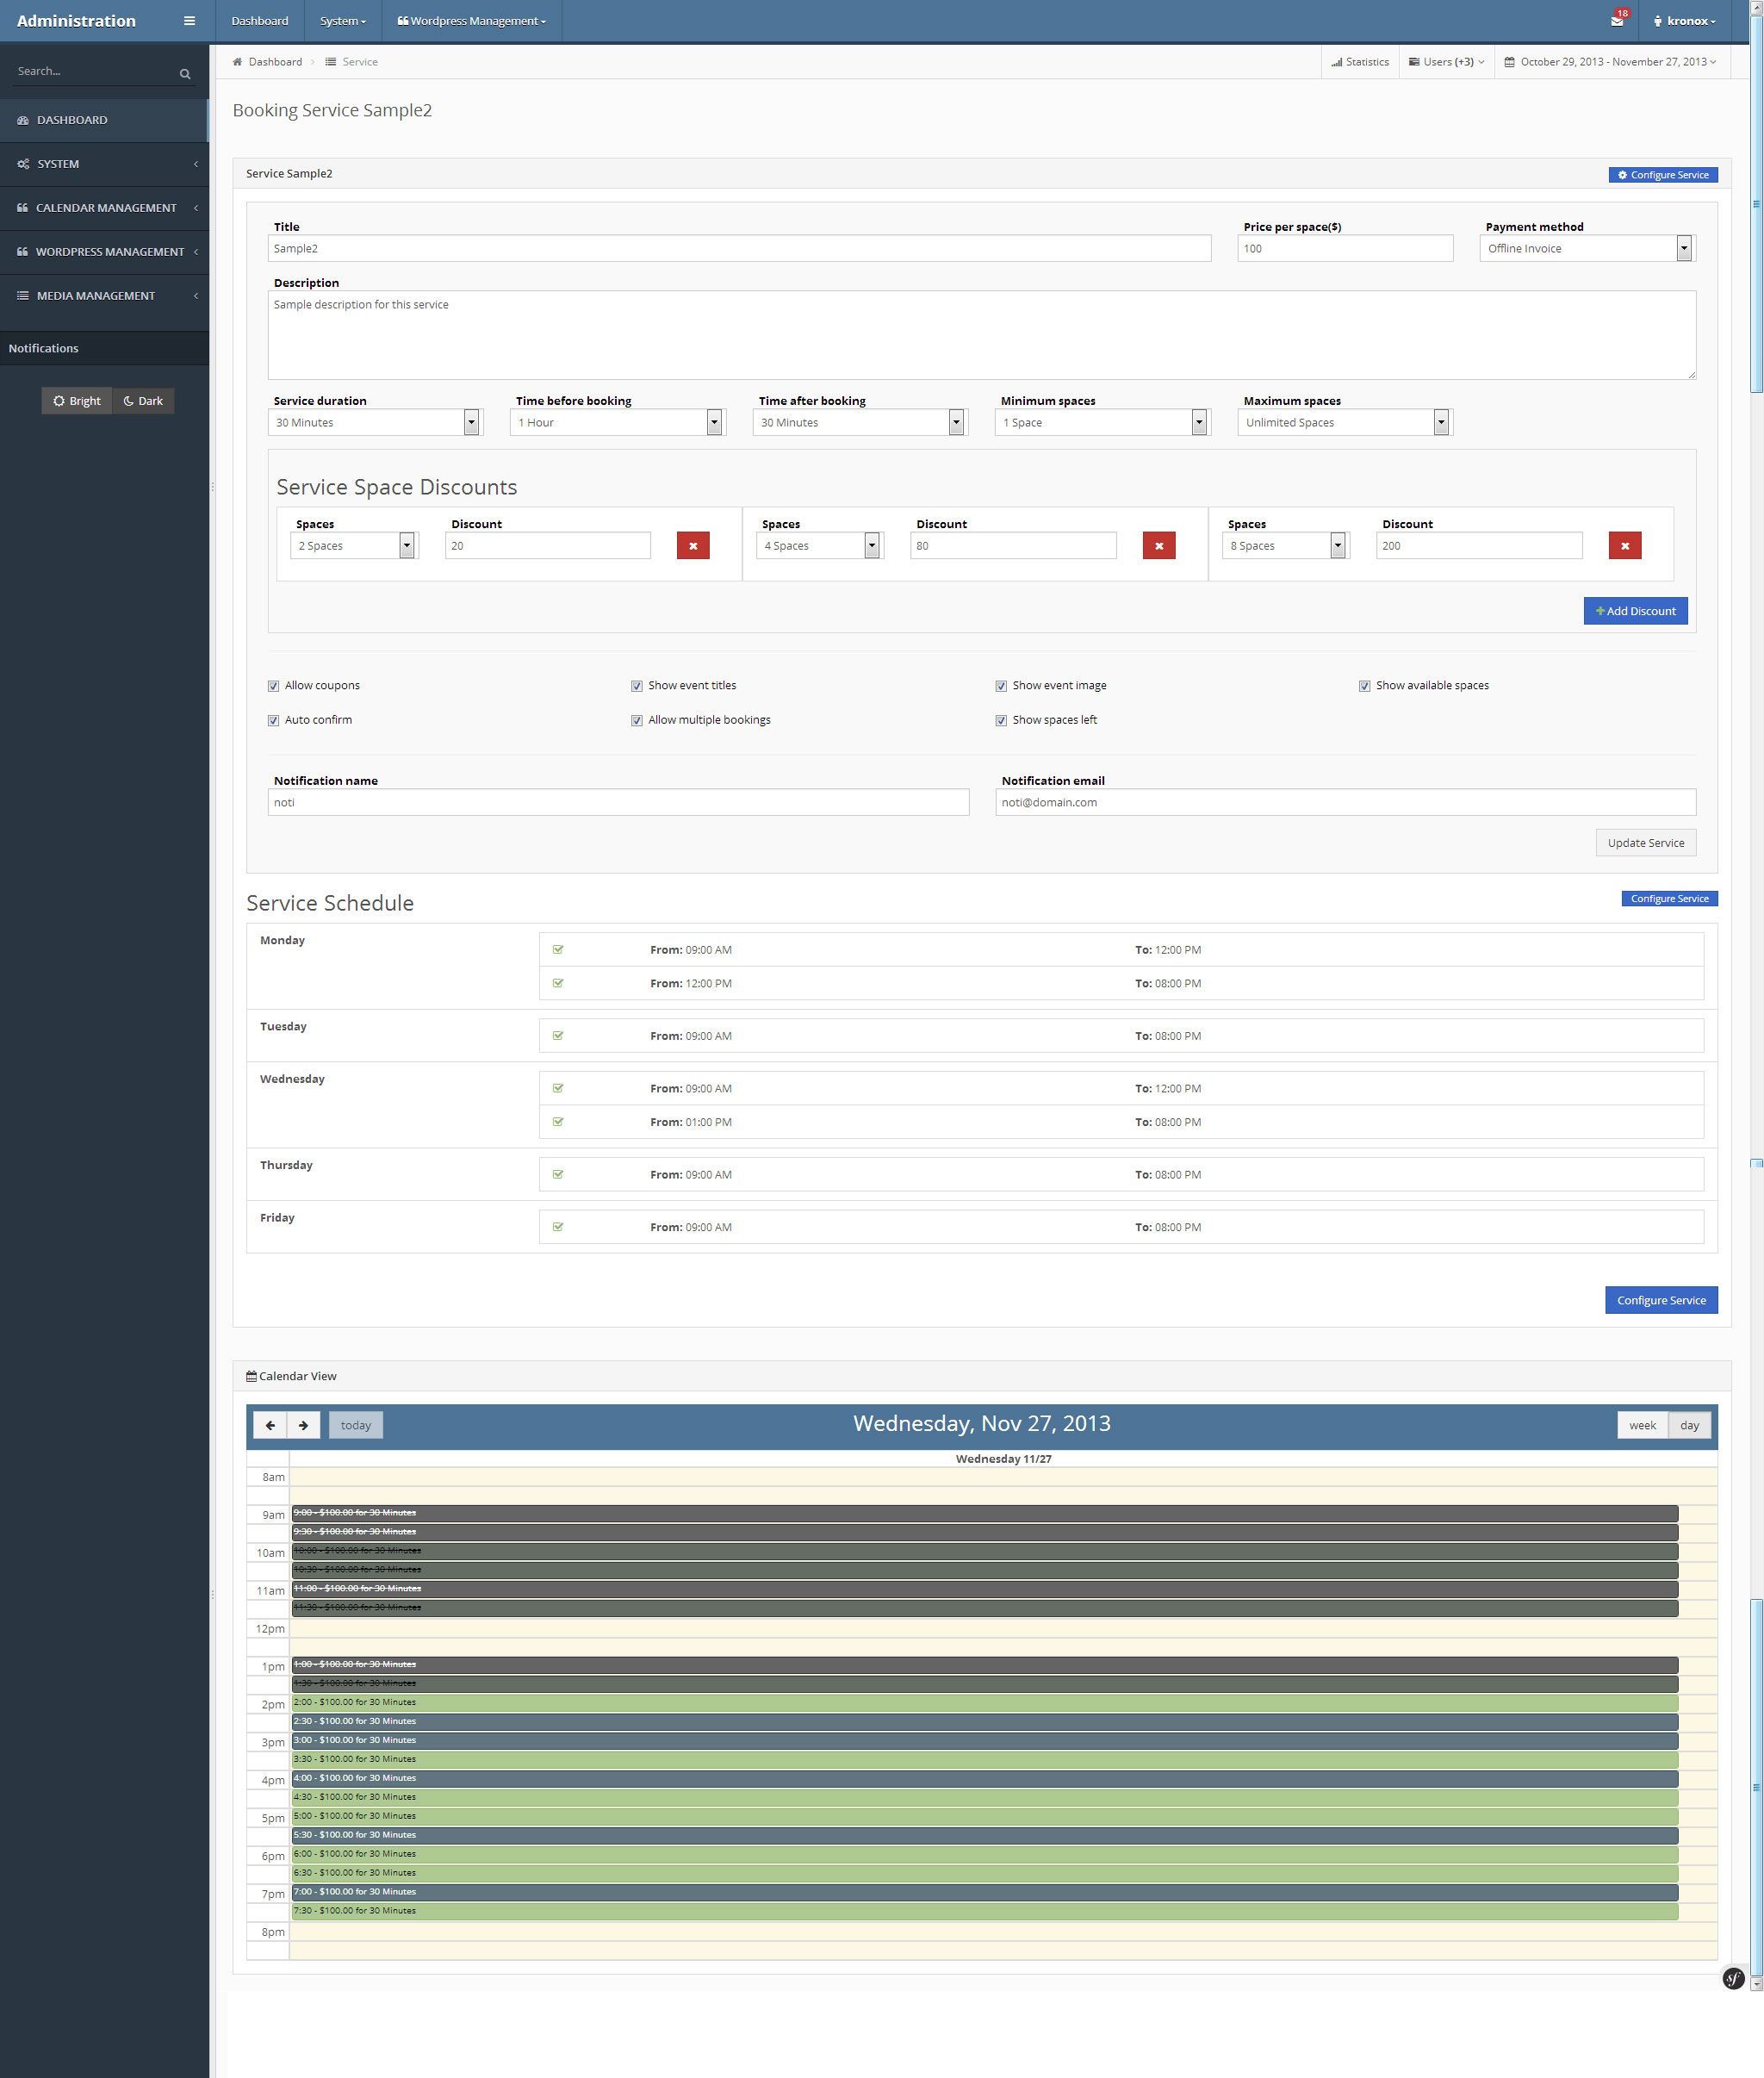 Administration
Dashboard
System
Wordpress Management
18
kronox
Search...
DASHBOARD
SYSTEM
CALENDAR MANAGEMENT
WORDPRESS MANAGEMENT
MEDIA MANAGEMENT
Notifications
Bright
Dark
Dashboard
Service
Statistics
Users (+3)
October 29, 2013 - November 27, 2013
Booking Service Sample2
Service Sample2
Configure Service
Title
Price per space($)
Payment method
Sample2
100
Offline Invoice
Description
Sample description for this service
Service duration
Time before booking
Time after booking
Minimum spaces
Maximum spaces
30 Minutes
1 Hour
30 Minutes
1 Space
Unlimited Spaces
Service Space Discounts
Spaces
Discount
Spaces
Discount
Spaces
Discount
2 Spaces
20
4 Spaces
80
8 Spaces
200
Add Discount
Allow coupons
Show event titles
Show event image
Show available spaces
Auto confirm
Allow multiple bookings
Show spaces left
Notification name
Notification email
noti
noti@domain.com
Update Service
Service Schedule
Configure Service
Monday
From: 09:00 AM
To: 12:00 PM
From: 12:00 PM
To: 08:00 PM
Tuesday
From: 09:00 AM
To: 08:00 PM
Wednesday
From: 09:00 AM
To: 12:00 PM
From: 01:00 PM
To: 08:00 PM
Thursday
From: 09:00 AM
To: 08:00 PM
Friday
From: 09:00 AM
To: 08:00 PM
Configure Service
Calendar View
today
Wednesday, Nov 27, 2013
week
day
Wednesday 11/27
8am
9am
9:00 - $100.00 for 30 Minutes
9:30 - $100.00 for 30 Minutes
10am
10:00 - $100.00 for 30 Minutes
10:30 - $100.00 for 30 Minutes
11am
11:00 - $100.00 for 30 Minutes
11:30 - $100.00 for 30 Minutes
12pm
1pm
1:00 - $100.00 for 30 Minutes
1:30 - $100.00 for 30 Minutes
2pm
2:00 - $100.00 for 30 Minutes
2:30 - $100.00 for 30 Minutes
3pm
3:00 - $100.00 for 30 Minutes
3:30 - $100.00 for 30 Minutes
4pm
4:00 - $100.00 for 30 Minutes
4:30 - $100.00 for 30 Minutes
5pm
5:00 - $100.00 for 30 Minutes
5:30 - $100.00 for 30 Minutes
6pm
6:00 - $100.00 for 30 Minutes
6:30 - $100.00 for 30 Minutes
7pm
7:00 - $100.00 for 30 Minutes
7:30 - $100.00 for 30 Minutes
8pm
sf